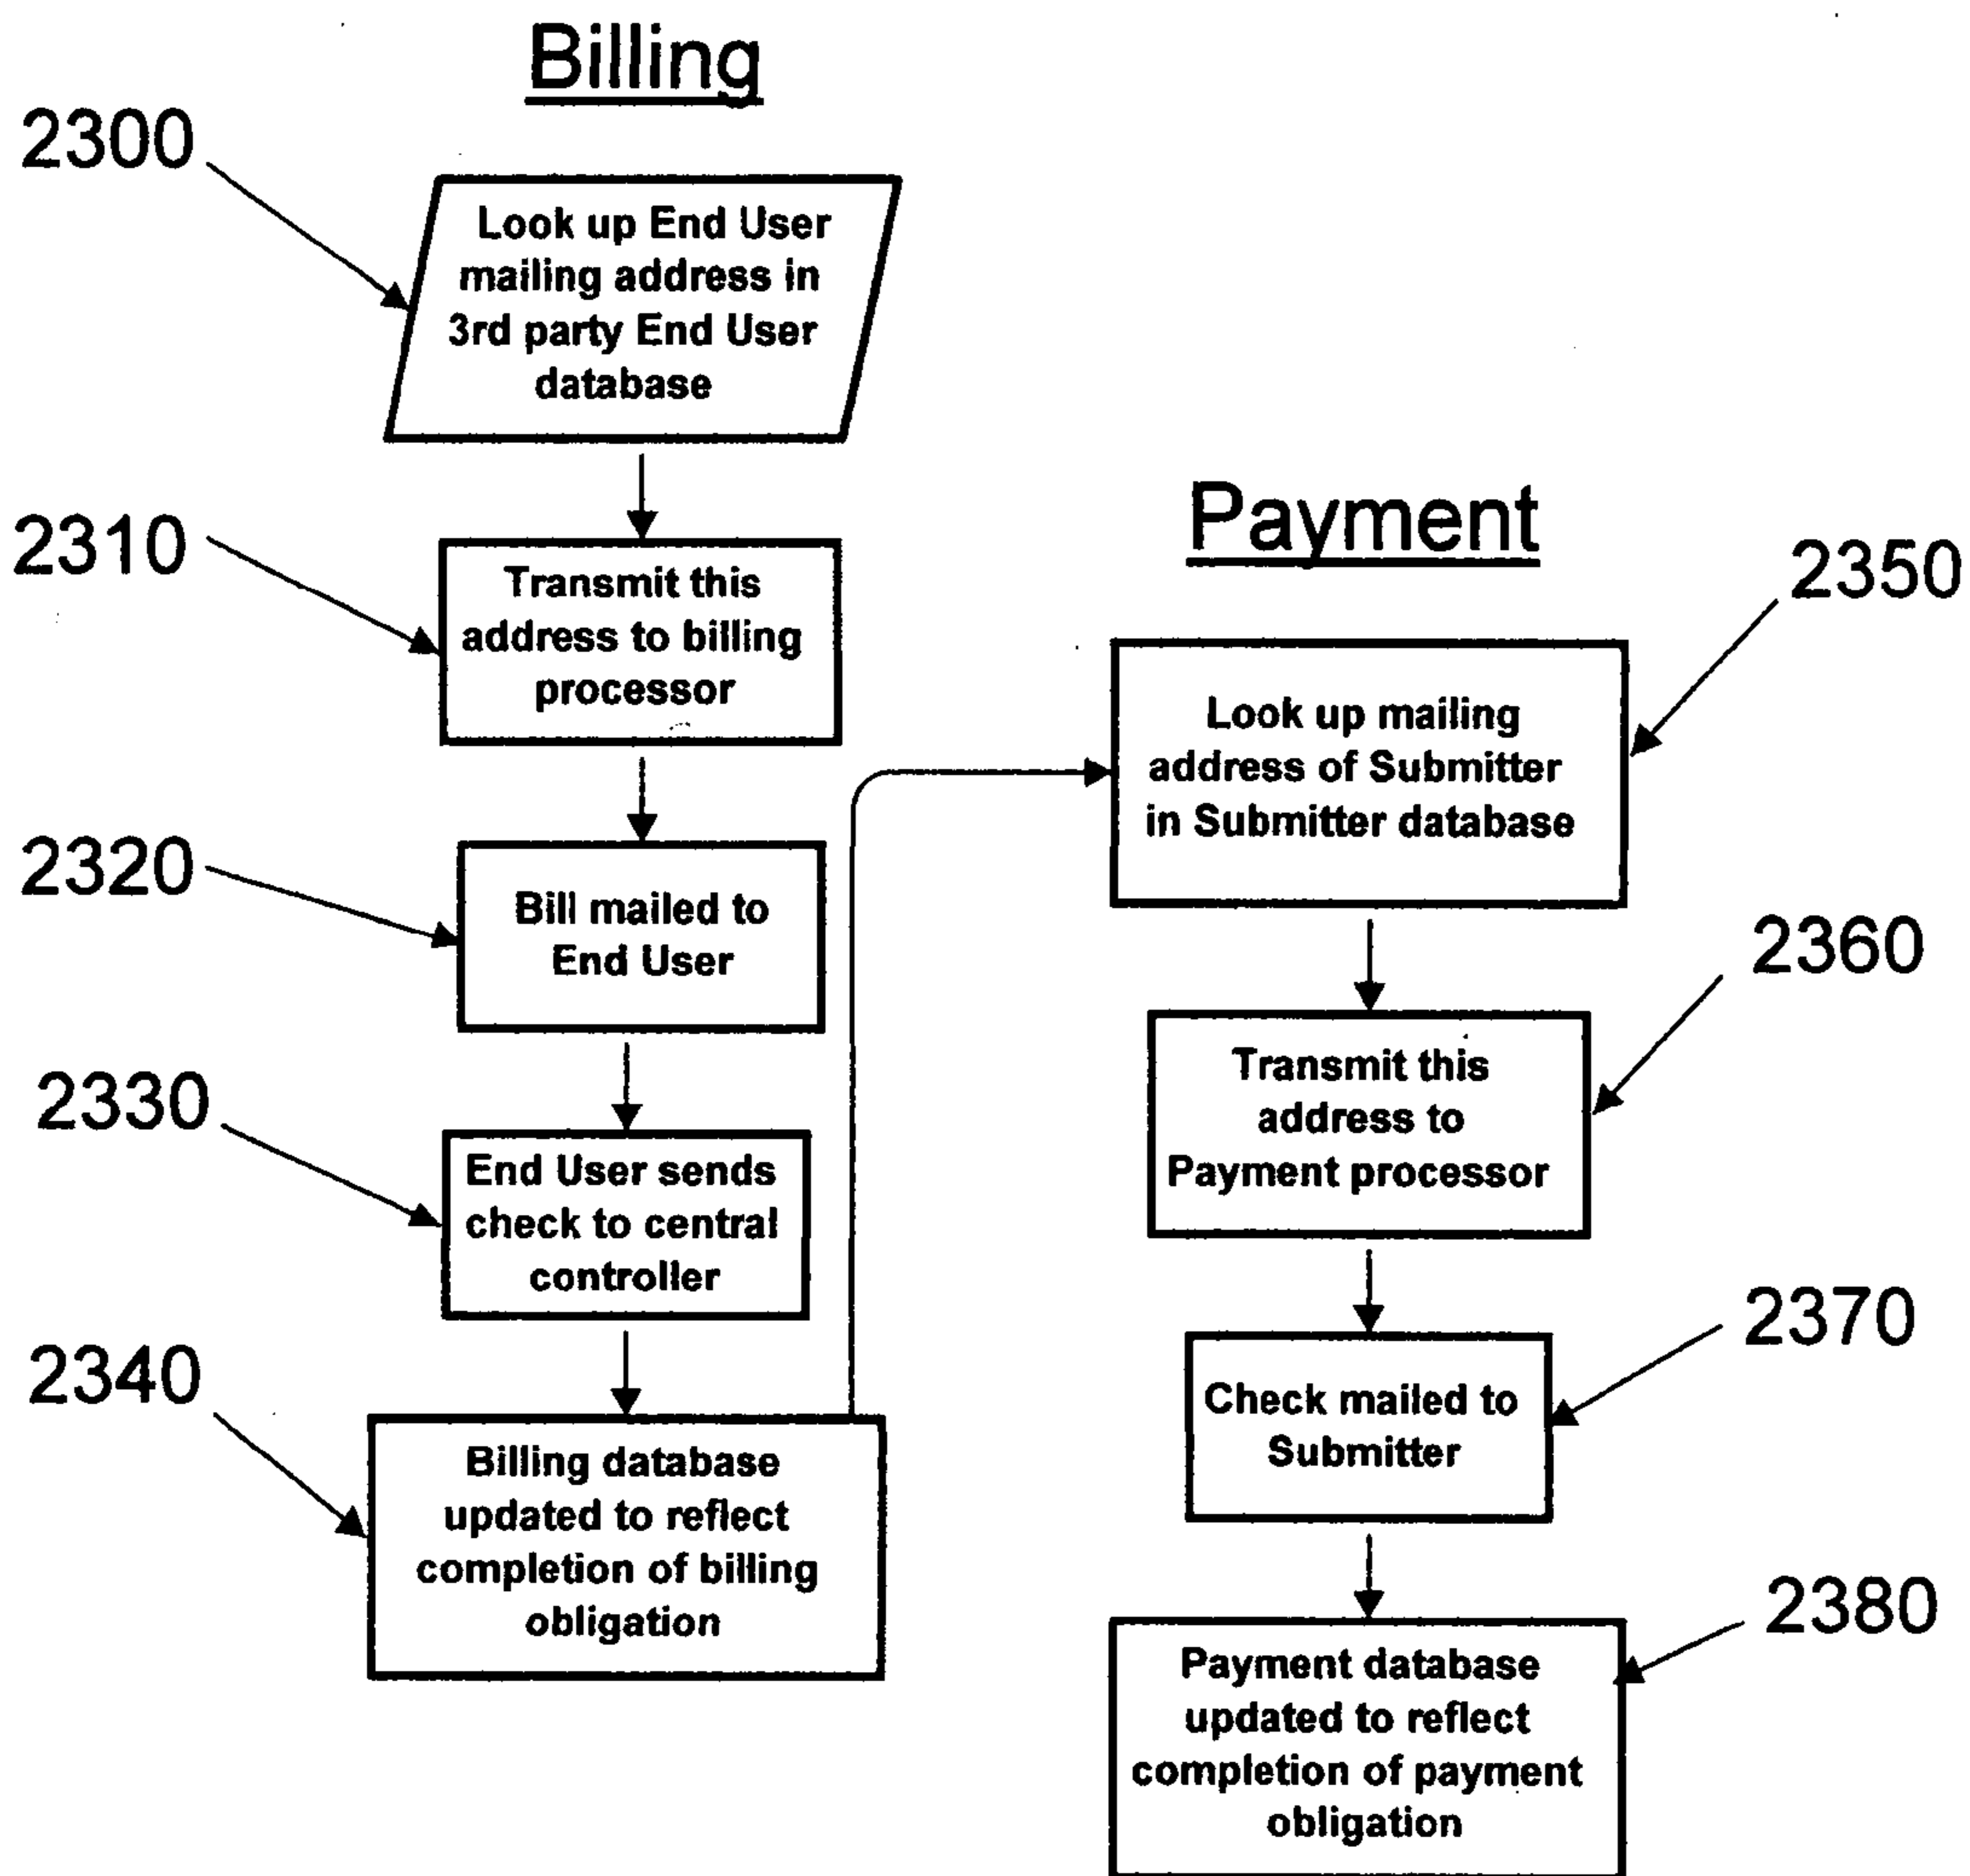 Billing
2300
Look up End User
mailing address in
3rd party End User
database
2310
Transmit this
address to billing
processor
2320
Bill mailed to
End User
2330
End User sends
check to central
controller
2340
Billing database
updated to reflect
completion of billing
obligation
Payment
2350
Look up mailing
address of Submitter
in Submitter database
2360
Transmit this
address to
Payment processor
2370
Check mailed to
Submitter
2380
Payment database
updated to reflect
completion of payment
obligation